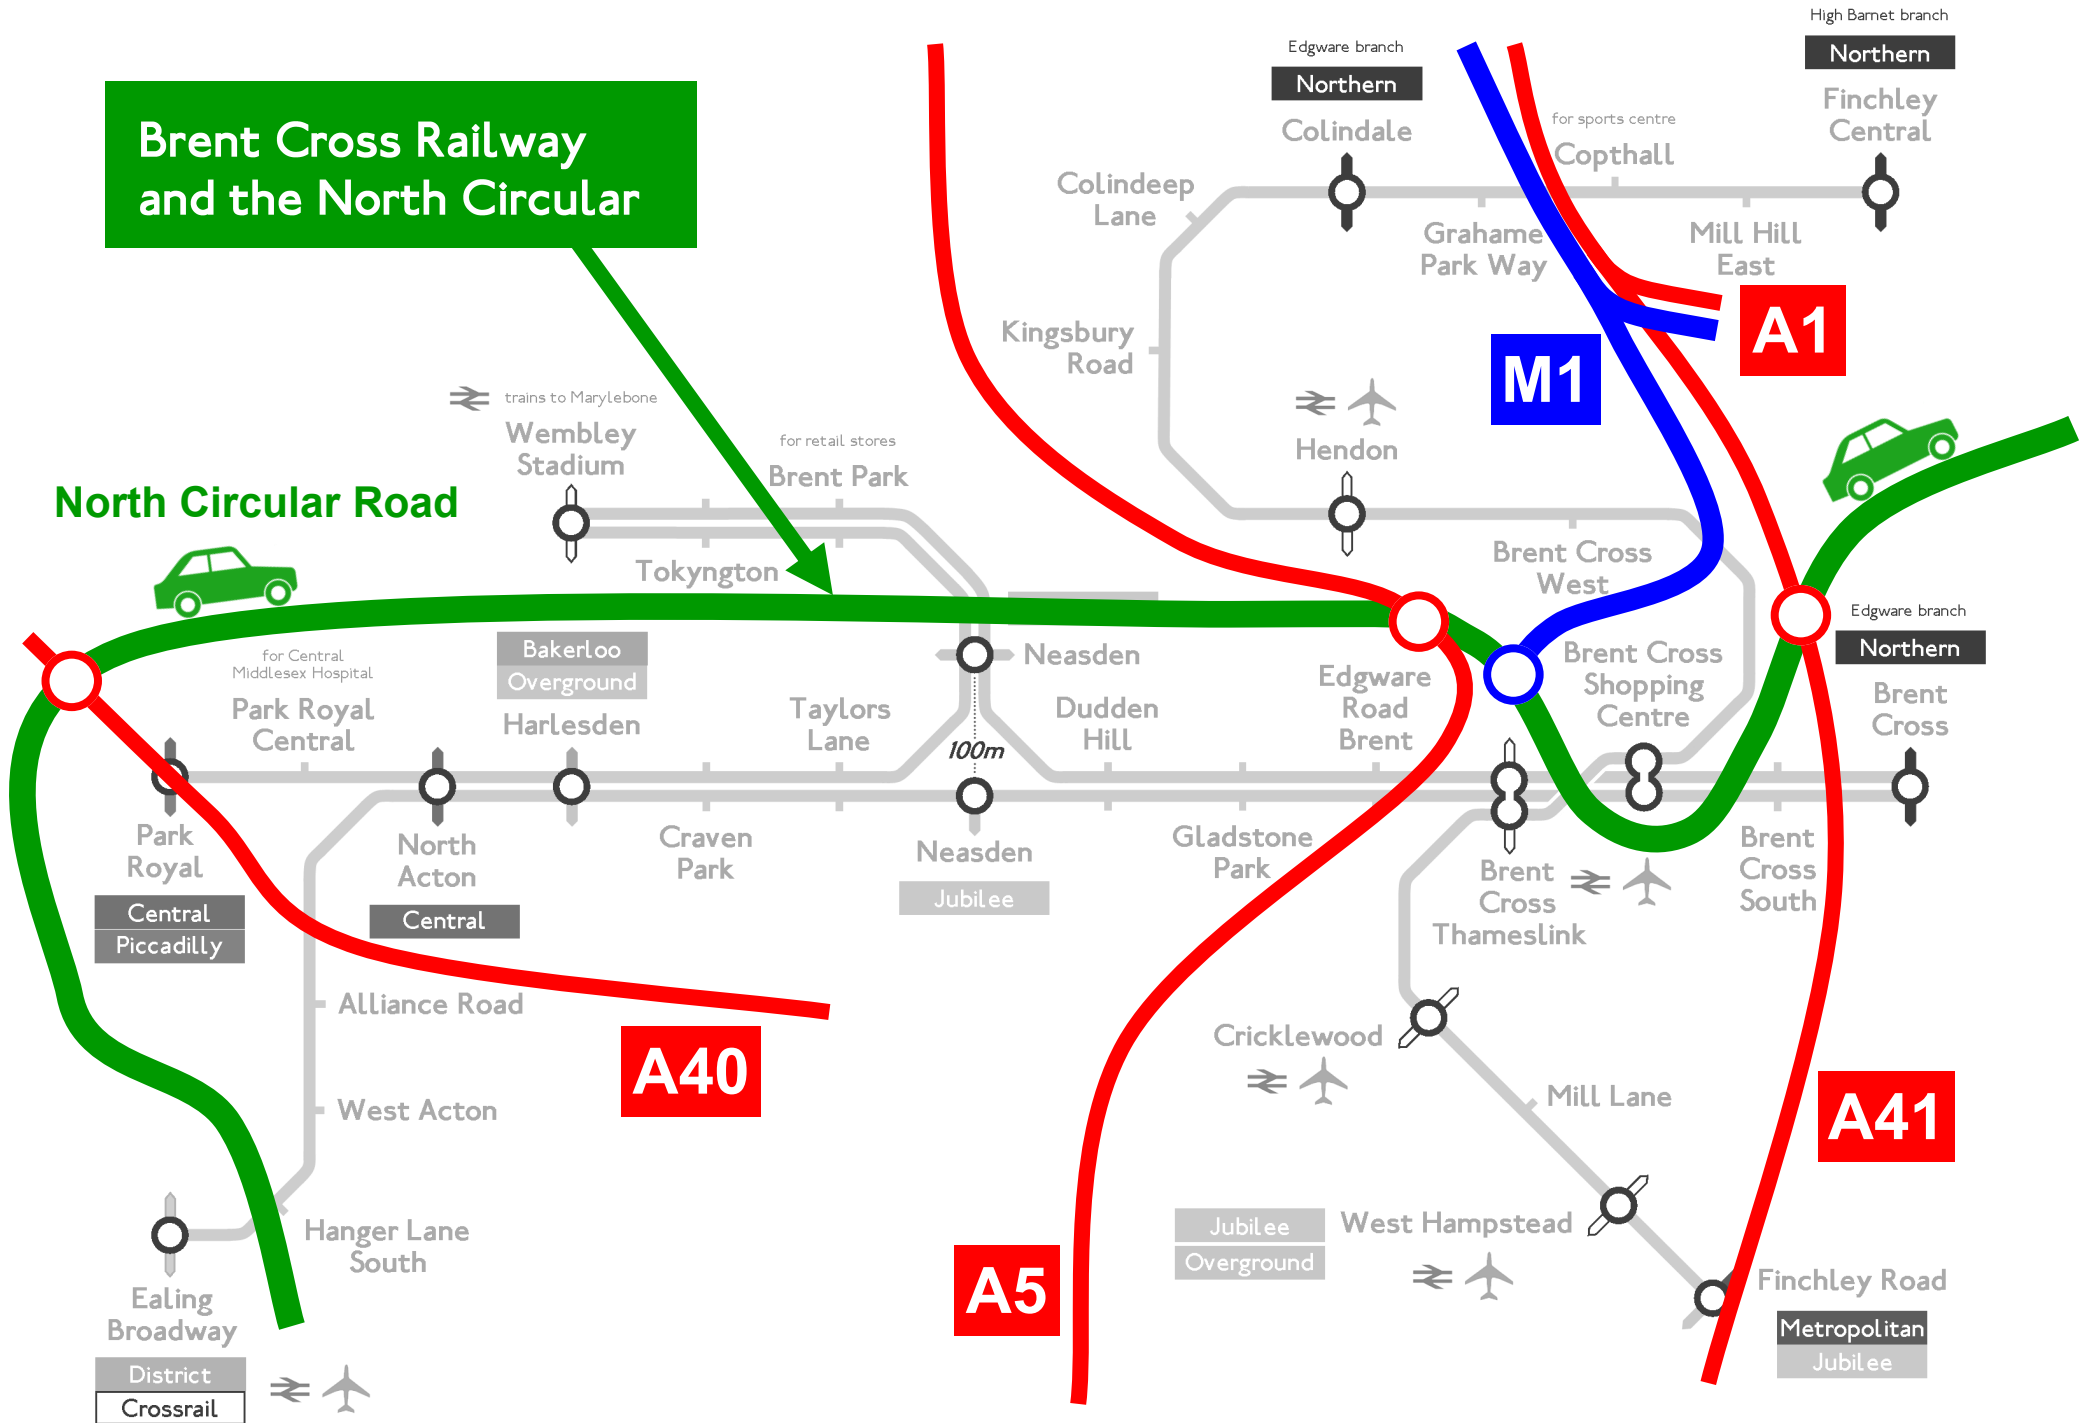 High Barnet branch
Northern
Finchley
Central
Edgware branch
Northern
Colindale
for sports centre
Copthall
Brent Cross Railway
and the North Circular
Colindeep
Lane
Grahame
Park Way
Mill Hill
East
A1
M1
Kingsbury
Road
trains to Marylebone
Wembley
Stadium
for retail stores
Brent Park
Hendon
North Circular Road
Tokyngton
Brent Cross
West
Edgware branch
Northern
Brent
Cross
for Central
Middlesex Hospital
Park Royal
Central
Bakerloo
Overground
Harlesden
Taylors
Lane
Neasden
Dudden
Hill
Edgware
Road
Brent
Brent Cross
Shopping
Centre
100m
Park
Royal
Central
Piccadilly
North
Acton
Central
Craven
Park
Neasden
Jubilee
Gladstone
Park
Brent
Cross
Thameslink
Brent
Cross
South
Alliance Road
A40
Cricklewood
West Acton
Mill Lane
A41
Hanger Lane
South
Jubilee
Overground
West Hampstead
A5
Finchley Road
Metropolitan
Jubilee
Ealing
Broadway
District
Crossrail